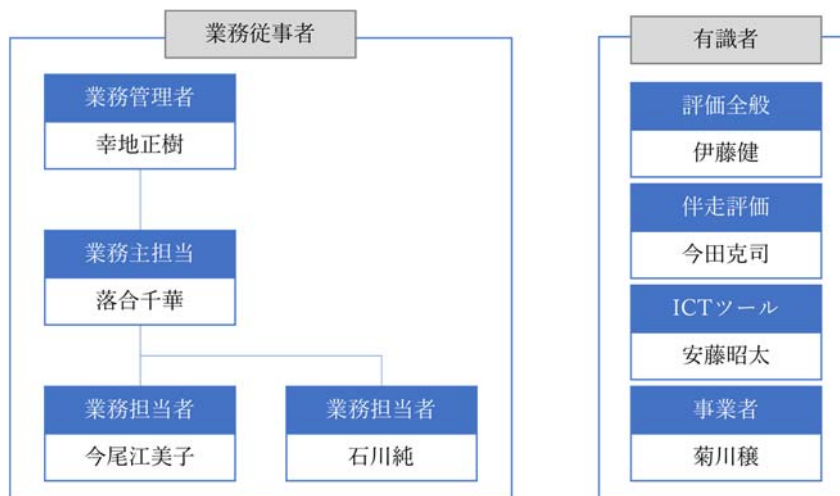 業務従事者
業務管理者
幸地正樹
業務主担当
落合千華
業務担当者
今尾江美子
業務担当者
石川純
有識者
評価全般
伊藤健
伴走評価
今田克司
ICTツール
安藤昭太
事業者
菊川穣